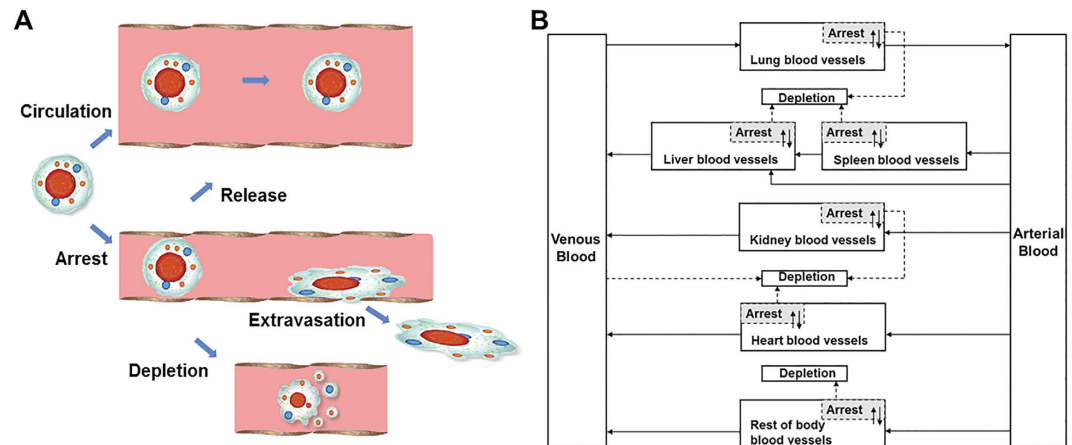 A
Circulation
Release
Arrest
Extravasation
Depletion
B
Venous
Blood
Arterial
Blood
Arrest
Lung blood vessels
Depletion
Arrest
Liver blood vessels
Arrest
Spleen blood vessels
Arrest
Kidney blood vessels
Depletion
Arrest
Heart blood vessels
Depletion
Arrest
Rest of body
blood vessels